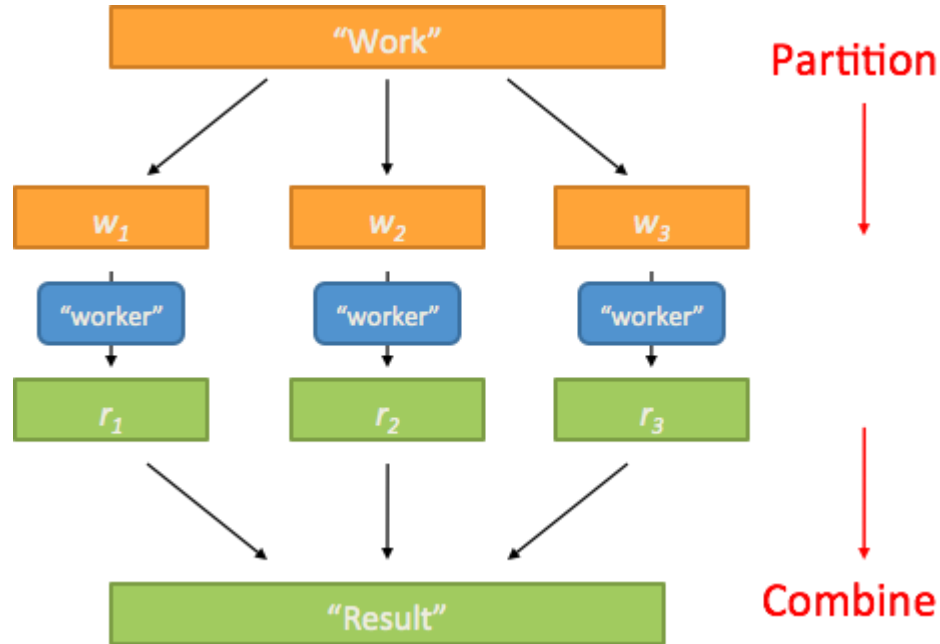 “Work”
Partition
w₁ w₂ w₃
“worker” “worker” “worker”
r₁ r₂ r₃
“Result”
Combine